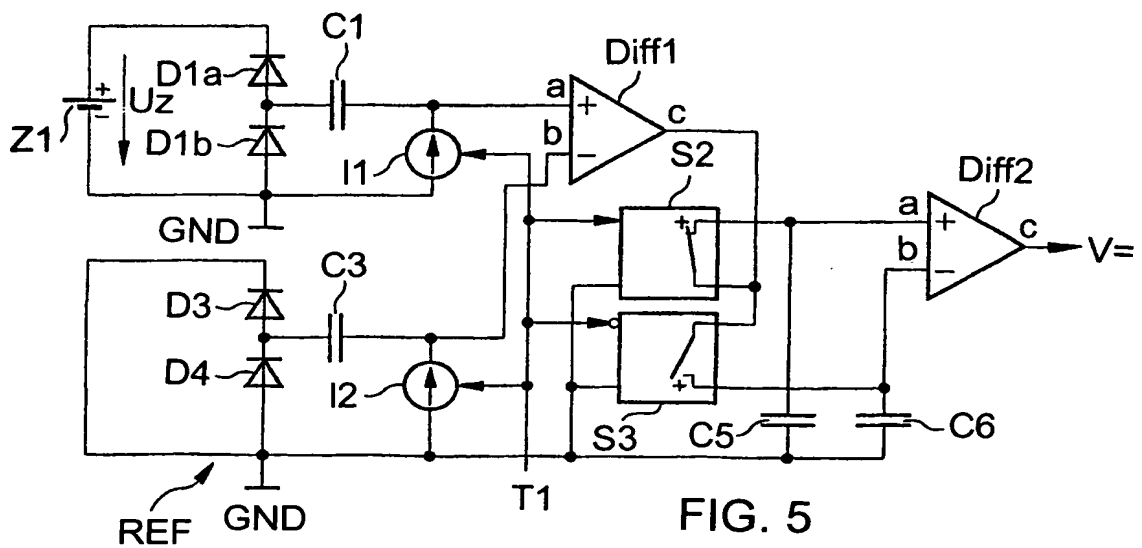 C1
Diff1
D1a
a
+
c
+
-
Uz
b
-
Z1
D1b
I1
S2
Diff2
+
a
+
c
V=
GND
b
-
C3
D3
D4
I2
+
S3
C5
C6
REF
GND
T1
FIG. 5